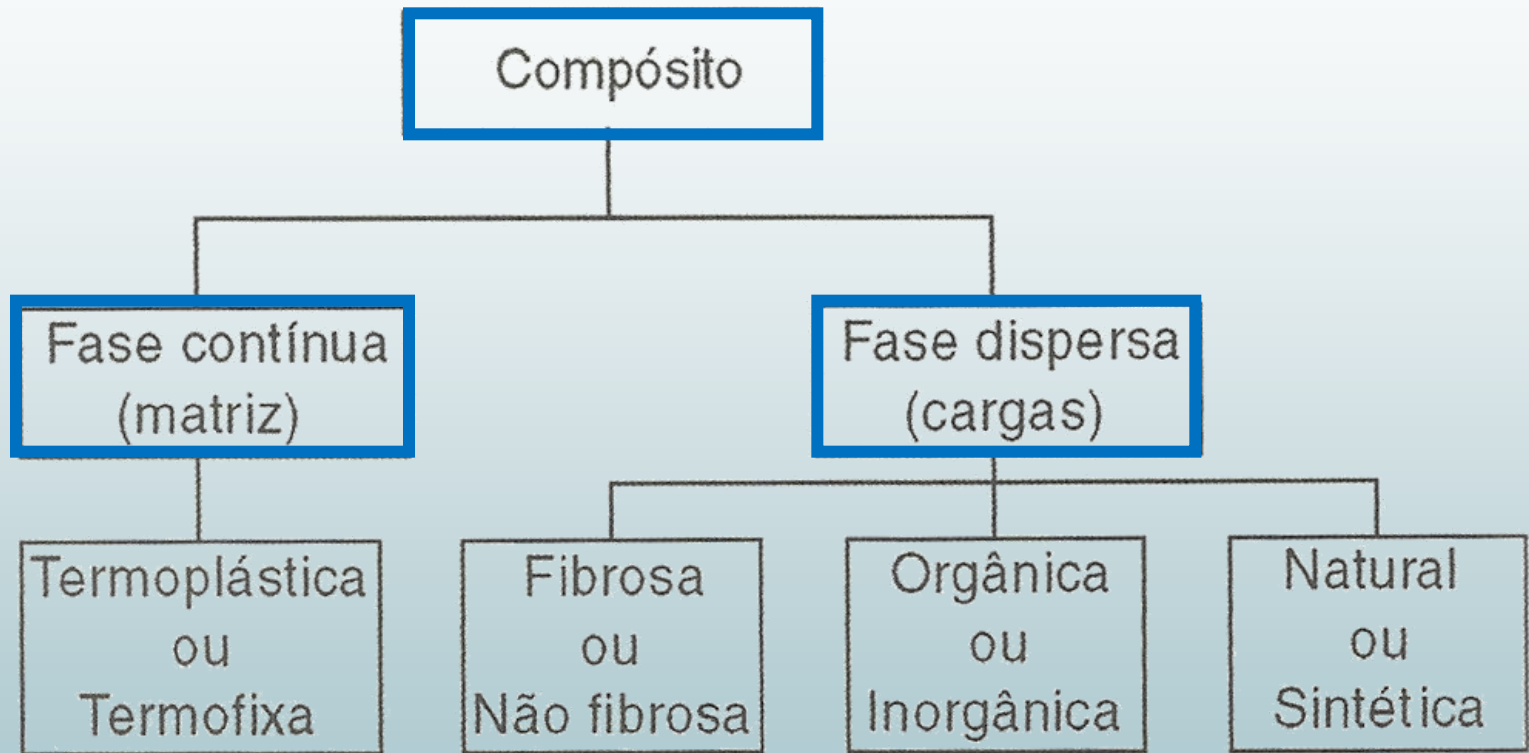 Compósito
Fase contínua
(matriz)
Fase dispersa
(cargas)
Termoplástica
ou
Termofixa
Fibrosa
ou
Não fibrosa
Orgânica
ou
Inorgânica
Natural
ou
Sintética